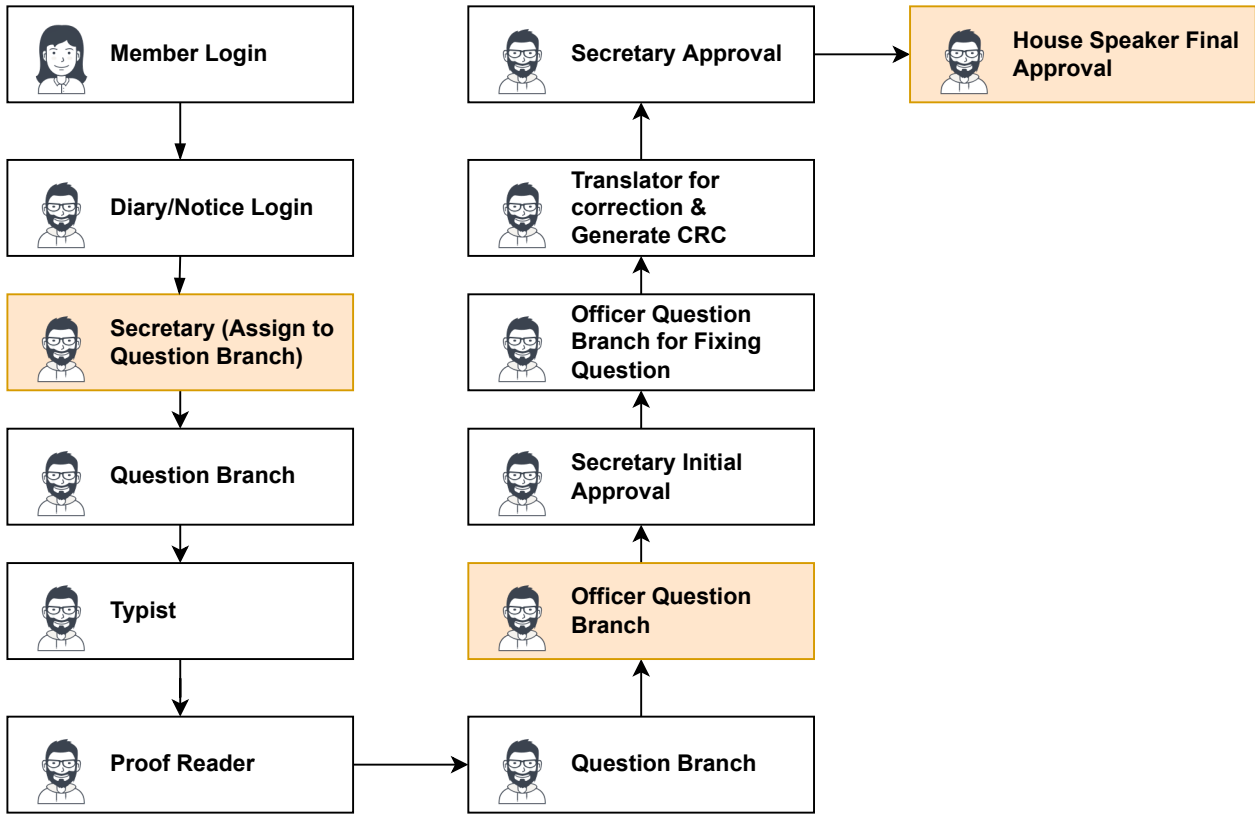 Member Login
Diary/Notice Login
Secretary (Assign to
Question Branch)
Question Branch
Typist
Proof Reader
Question Branch
Officer Question
Branch
Secretary Initial
Approval
Officer Question
Branch for Fixing
Question
Translator for
correction &
Generate CRC
Secretary Approval
House Speaker Final
Approval